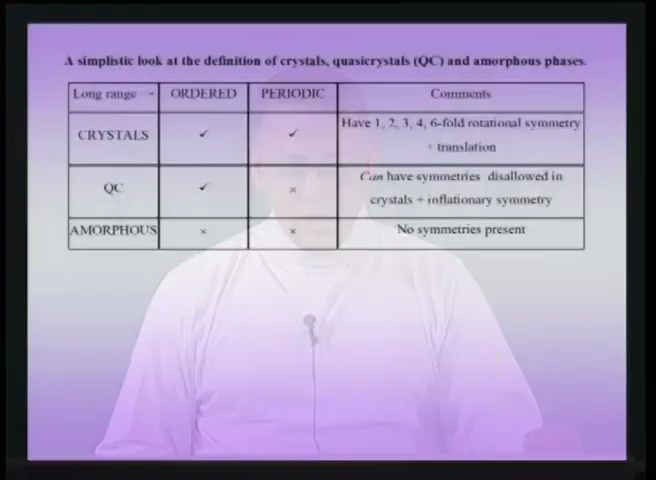 A simplistic look at the definition of crystals, quasicrystals (QC) and amorphous phases.
Long range → ORDERED PERIODIC Comments
CRYSTALS ✓ ✓ Have 1, 2, 3, 4, 6-fold rotational symmetry
+ translation
QC ✓ × Can have symmetries disallowed in
crystals + inflationary symmetry
AMORPHOUS × × No symmetries present